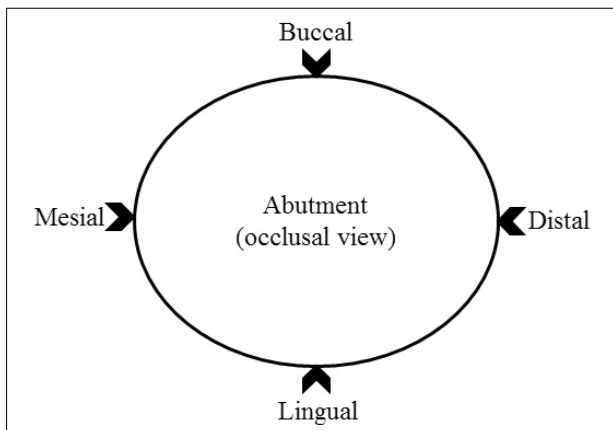 Buccal
Mesial
Abutment
(occlusal view)
Distal
Lingual